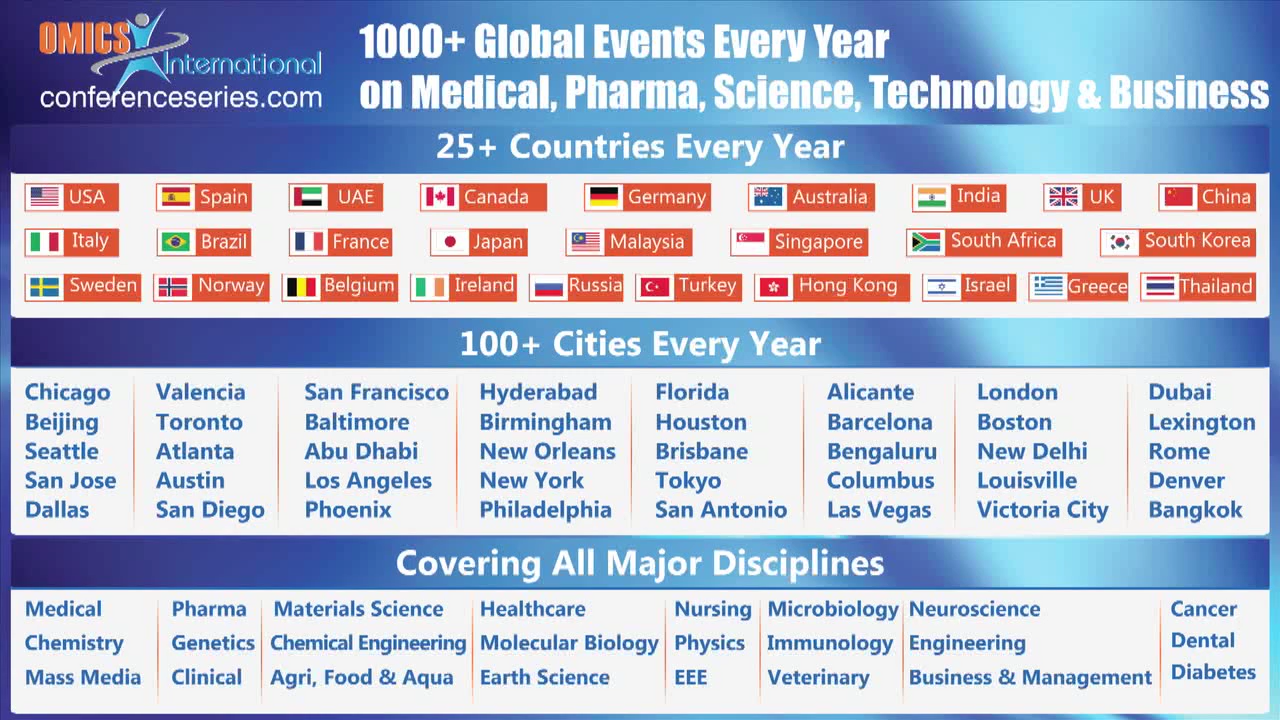 OMICS International
conferenceseries.com
1000+ Global Events Every Year
on Medical, Pharma, Science, Technology & Business
25+ Countries Every Year
USA Spain UAE Canada Germany Australia India UK China
Italy Brazil France Japan Malaysia Singapore South Africa South Korea
Sweden Norway Belgium Ireland Russia Turkey Hong Kong Israel Greece Thailand
100+ Cities Every Year
Chicago Valencia San Francisco Hyderabad Florida Alicante London Dubai
Beijing Toronto Baltimore Birmingham Houston Barcelona Boston Lexington
Seattle Atlanta Abu Dhabi New Orleans Brisbane Bengaluru New Delhi Rome
San Jose Austin Los Angeles New York Tokyo Columbus Louisville Denver
Dallas San Diego Phoenix Philadelphia San Antonio Las Vegas Victoria City Bangkok
Covering All Major Disciplines
Medical Pharma Materials Science Healthcare Nursing Microbiology Neuroscience Cancer
Chemistry Genetics Chemical Engineering Molecular Biology Physics Immunology Engineering Dental
Mass Media Clinical Agri, Food & Aqua Earth Science EEE Veterinary Business & Management Diabetes